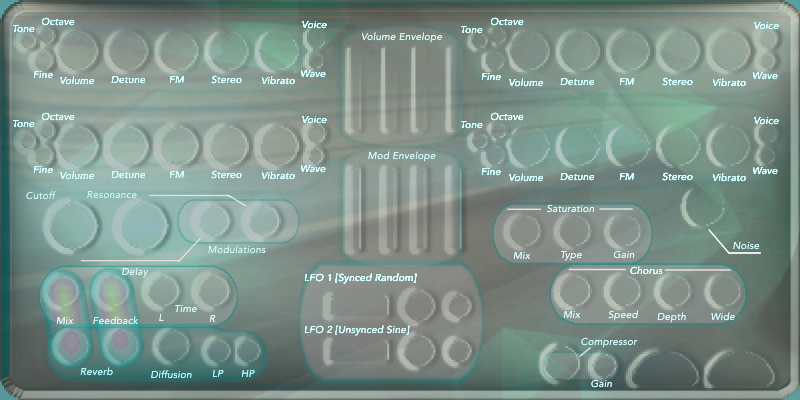 Octave Voice
Tone
Fine Volume Detune FM Stereo Vibrato Wave
Volume Envelope
Octave Voice
Tone
Fine Volume Detune FM Stereo Vibrato Wave
Octave Voice
Tone
Fine Volume Detune FM Stereo Vibrato Wave
Mod Envelope
Octave Voice
Tone
Fine Volume Detune FM Stereo Vibrato Wave
Cutoff Resonance
Modulations
Saturation
Mix Type Gain
Noise
Delay
Mix Feedback L Time R
Reverb Diffusion LP HP
LFO 1 [Synced Random]
LFO 2 [Unsynced Sine]
Chorus
Mix Speed Depth Wide
Compressor
Gain